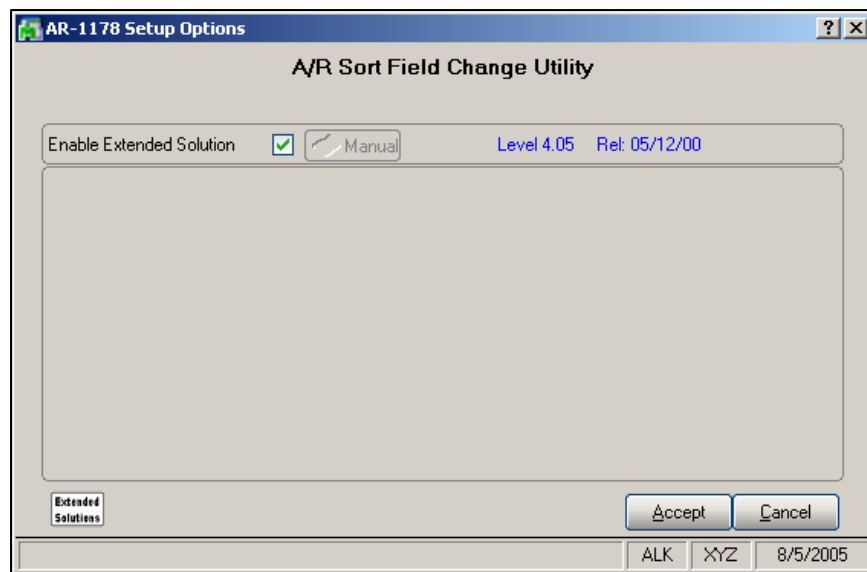 AR-1178 Setup Options
A/R Sort Field Change Utility
Enable Extended Solution Manual Level 4.05 Rel: 05/12/00
Extended
Solutions
Accept Cancel
ALK XYZ 8/5/2005